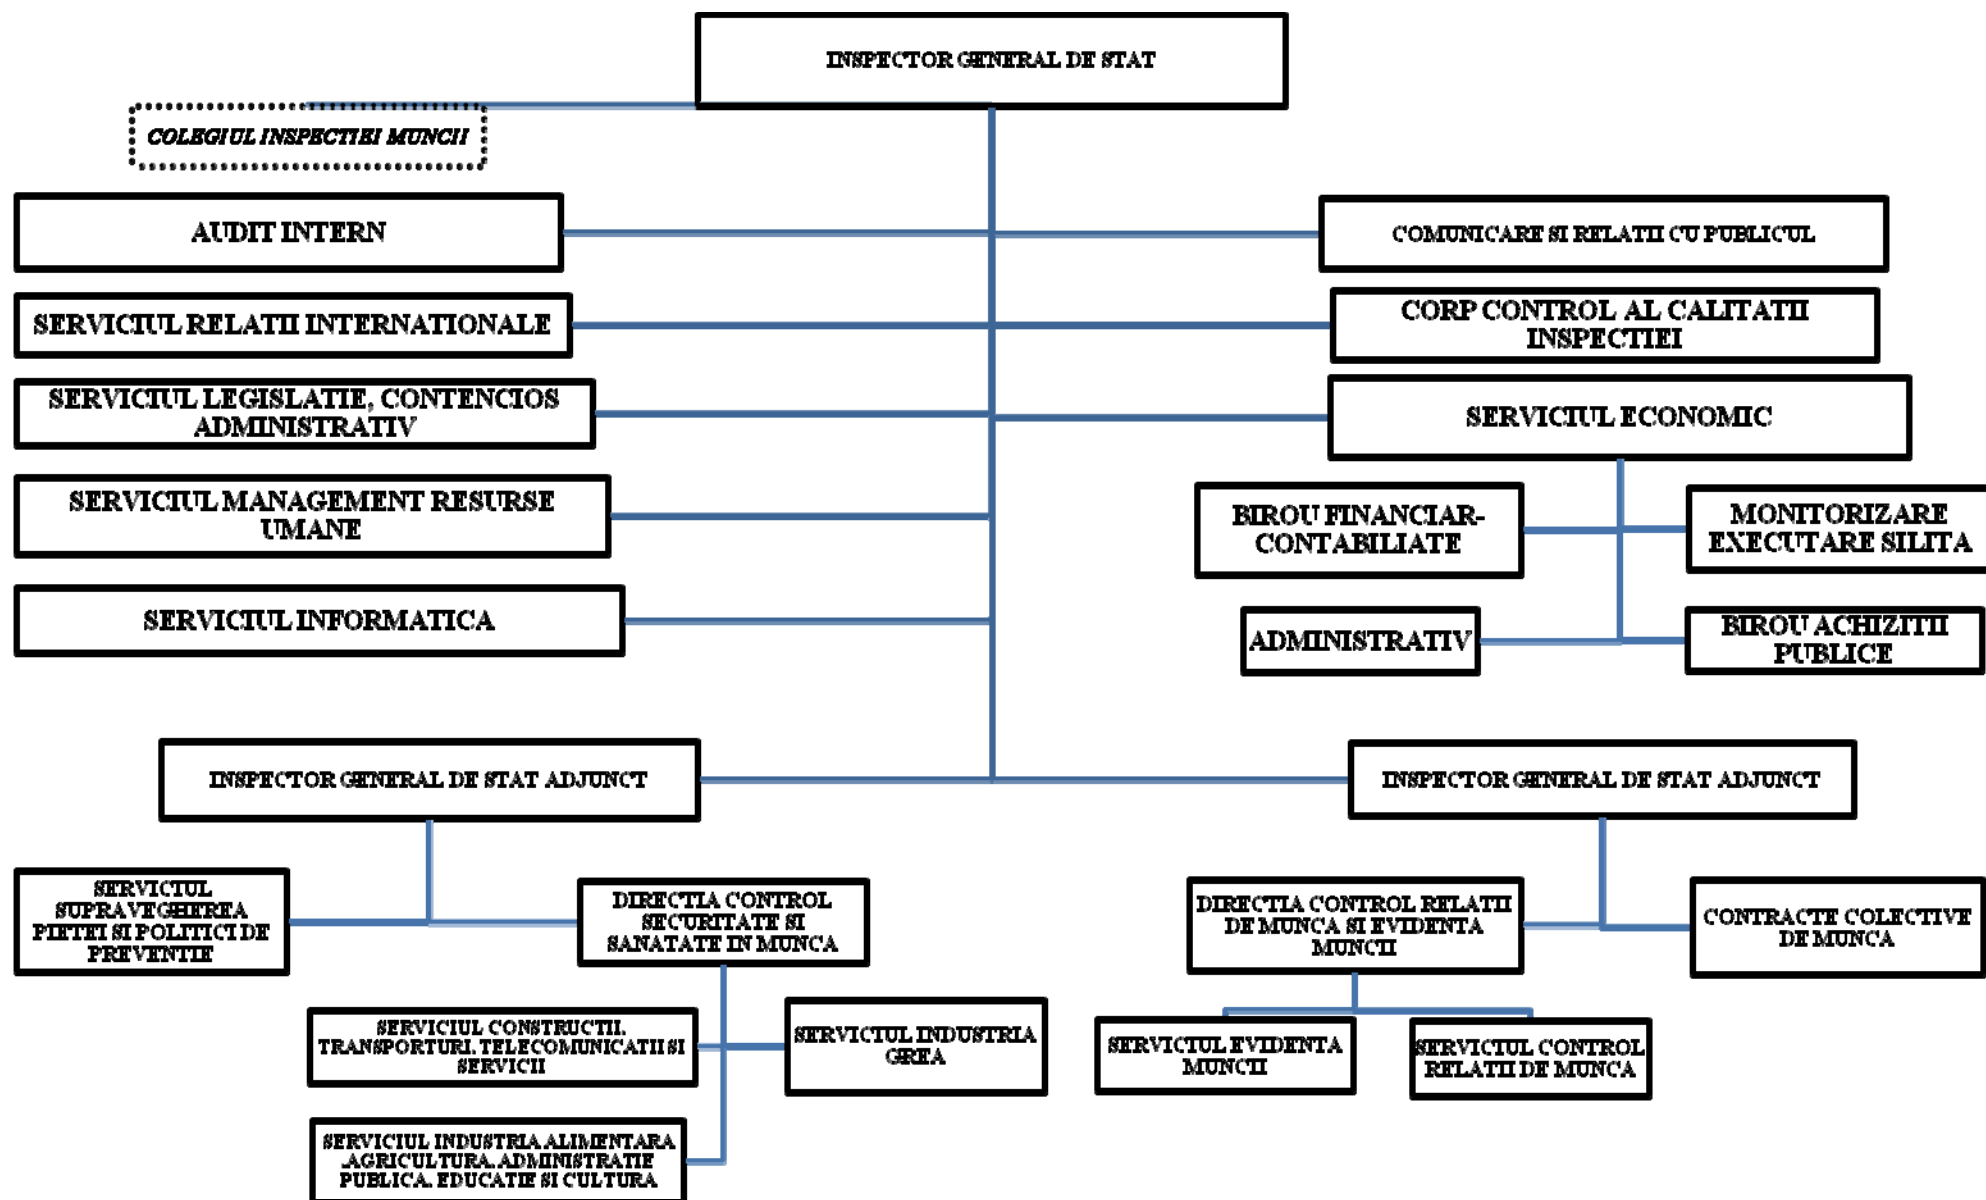 INSPECTOR GENERAL DE STAT
COLEGIUL INSPECTIEI MUNCII
AUDIT INTERN
COMUNICARE SI RELATII CU PUBLICUL
SERVICIUL RELATII INTERNATIONALE
CORP CONTROL AL CALITATII
INSPECTIEI
SERVICIUL LEGISLATIE, CONTENCIOS
ADMINISTRATIV
SERVICIUL ECONOMIC
SERVICIUL MANAGEMENT RESURSE
UMANE
BIROU FINANCIAR-
CONTABILIATE
MONITORIZARE
EXECUTARE SILITA
SERVICIUL INFORMATICA
ADMINISTRATIV
BIROU ACHIZITII
PUBLICE
INSPECTOR GENERAL DE STAT ADJUNCT
INSPECTOR GENERAL DE STAT ADJUNCT
SERVICIUL
SUPRAVEGHEREA
PIETEI SI POLITICI DE
PREVENTIE
DIRECTIA CONTROL
SECURITATE SI
SANATATE IN MUNCA
DIRECTIA CONTROL RELATII
DE MUNCA SI EVIDENTA
MUNCII
CONTRACTE COLECTIVE
DE MUNCA
SERVICIUL CONSTRUCTII,
TRANSPORTURI, TELECOMUNICATII SI
SERVICII
SERVICIUL INDUSTRIA
GREA
SERVICIUL EVIDENTA
MUNCII
SERVICIUL CONTROL
RELATII DE MUNCA
SERVICIUL INDUSTRIA ALIMENTARA
,AGRICULTURA, ADMINISTRATIE
PUBLICA, EDUCATIE SI CULTURA